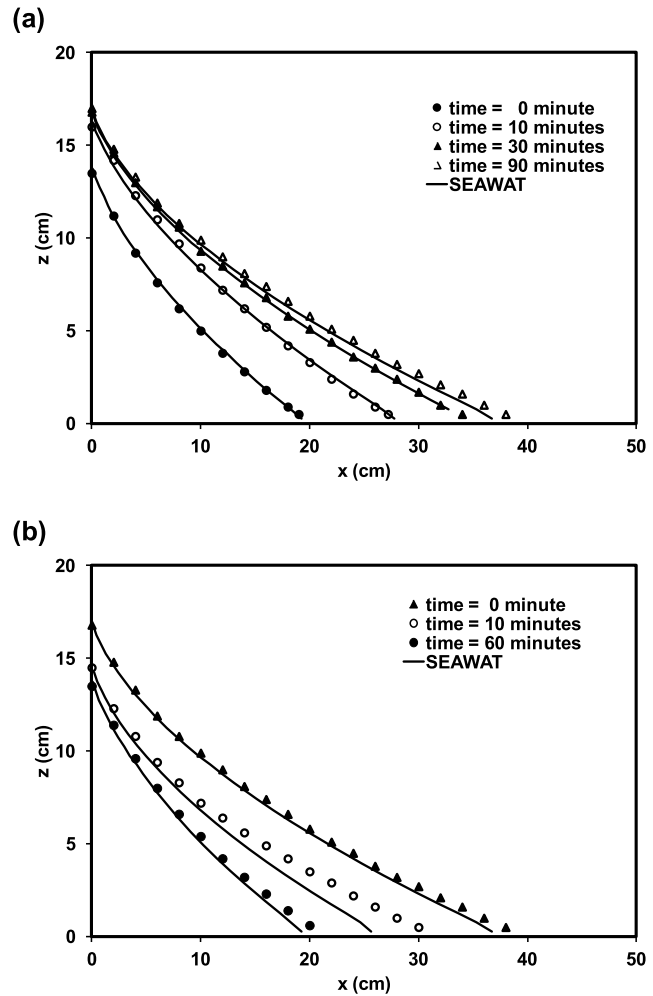 (a)
20
15
10
5
0
z (cm)
time = 0 minute
time = 10 minutes
time = 30 minutes
time = 90 minutes
SEAWAT
0 10 20 30 40 50
x (cm)
(b)
20
15
10
5
0
z (cm)
time = 0 minute
time = 10 minutes
time = 60 minutes
SEAWAT
0 10 20 30 40 50
x (cm)